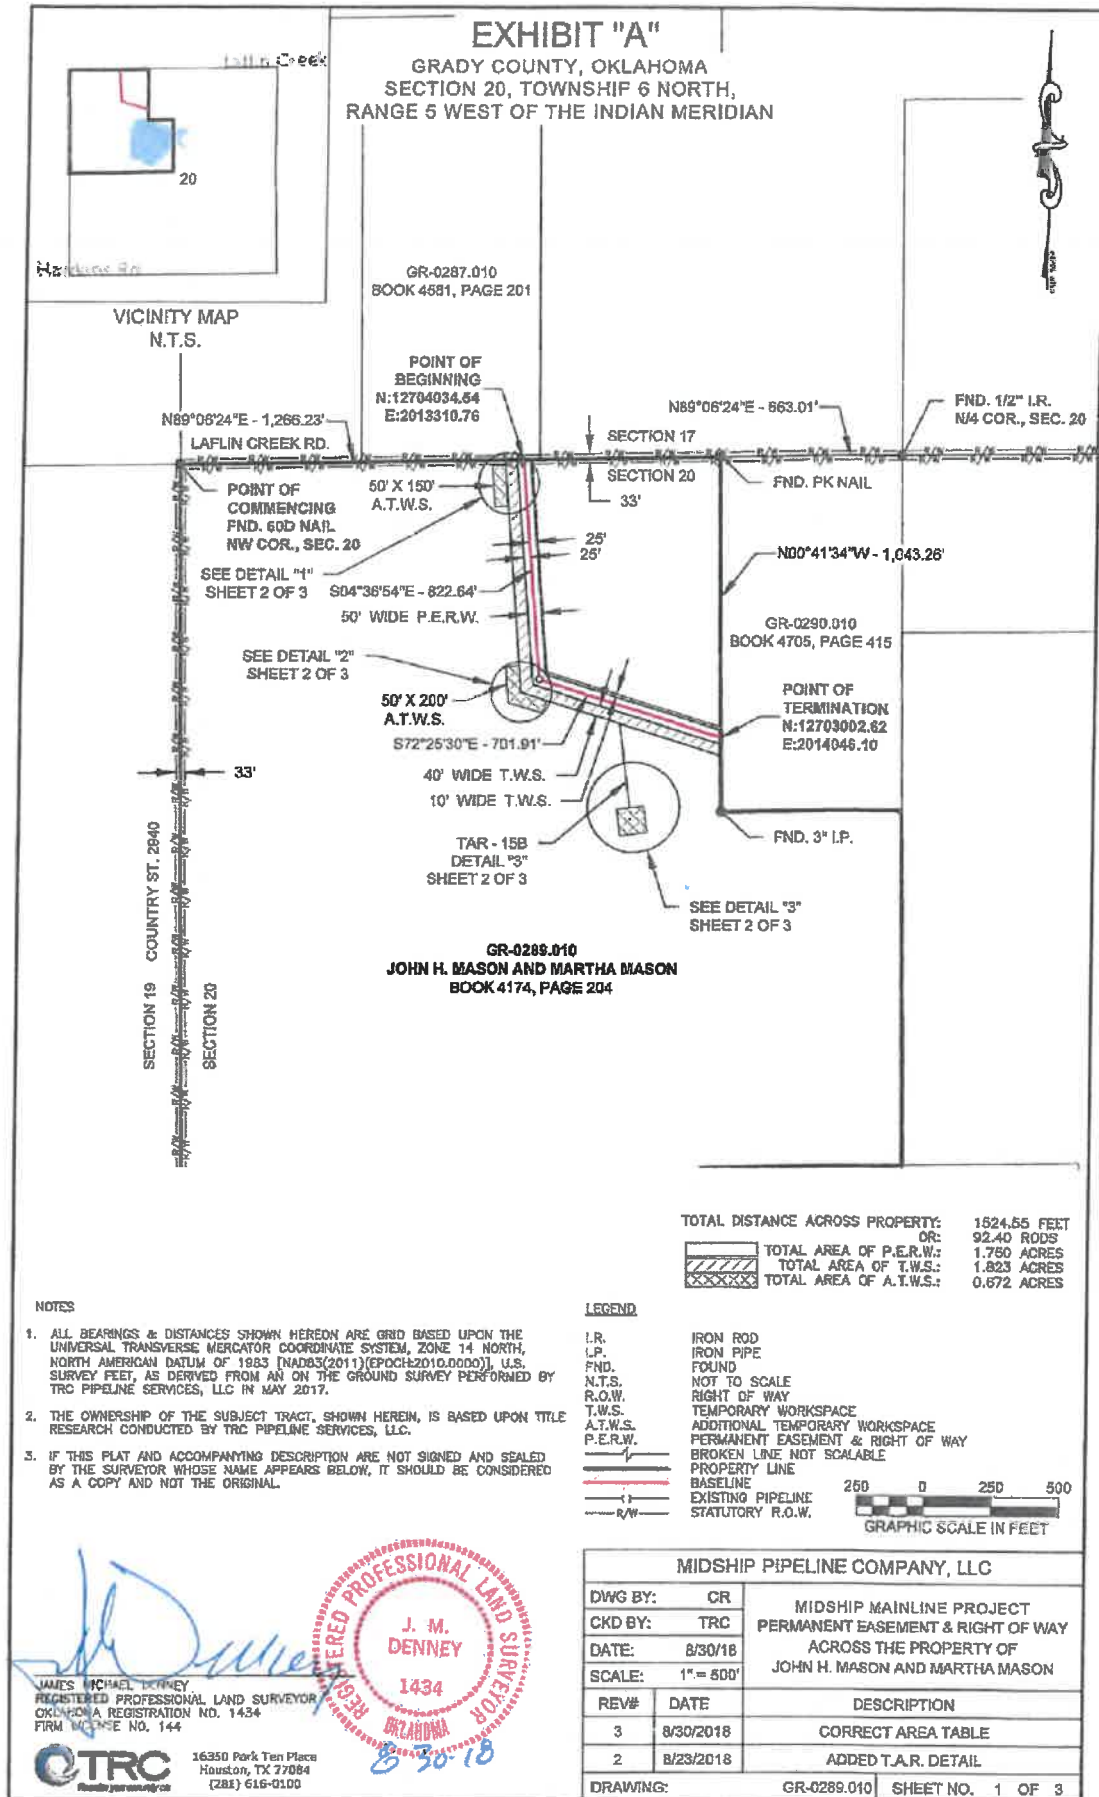 EXHIBIT "A"
GRADY COUNTY, OKLAHOMA
SECTION 20, TOWNSHIP 6 NORTH,
RANGE 5 WEST OF THE INDIAN MERIDIAN
Creek
20
VICINITY MAP
N.T.S.
GR-0287.010
BOOK 4581, PAGE 201
POINT OF
BEGINNING
N:12704034.54
E:2013310.76
N89°06'24"E - 1,266.23'
LAFLIN CREEK RD.
N89°06'24"E - 663.01'
FND. 1/2" I.R.
N/4 COR., SEC. 20
SECTION 17
SECTION 20
33'
FND. PK NAIL
POINT OF
COMMENCING
FND. 60D NAIL
NW COR., SEC. 20
50' X 150'
A.T.W.S.
SEE DETAIL "1"
SHEET 2 OF 3
25'
25'
S04°36'54"E - 822.64'
50' WIDE P.E.R.W.
N00°41'34"W - 1,043.26'
GR-0290.010
BOOK 4705, PAGE 415
SEE DETAIL "2"
SHEET 2 OF 3
50' X 200'
A.T.W.S.
POINT OF
TERMINATION
N:12703002.62
E:2014046.10
S72°25'30"E - 701.91'
40' WIDE T.W.S.
10' WIDE T.W.S.
33'
TAR - 15B
DETAIL "3"
SHEET 2 OF 3
FND. 3" I.P.
SEE DETAIL "3"
SHEET 2 OF 3
SECTION 19
COUNTRY ST. 2940
SECTION 20
GR-0289.010
JOHN H. MASON AND MARTHA MASON
BOOK 4174, PAGE 204
TOTAL DISTANCE ACROSS PROPERTY: 1524.55 FEET
OR: 92.40 RODS
TOTAL AREA OF P.E.R.W.: 1.750 ACRES
TOTAL AREA OF T.W.S.: 1.823 ACRES
TOTAL AREA OF A.T.W.S.: 0.672 ACRES
NOTES
1. ALL BEARINGS & DISTANCES SHOWN HEREON ARE GRID BASED UPON THE
UNIVERSAL TRANSVERSE MERCATOR COORDINATE SYSTEM, ZONE 14 NORTH,
NORTH AMERICAN DATUM OF 1983 [NAD83(2011)(EPOCH:2010.0000)], U.S.
SURVEY FEET, AS DERIVED FROM AN ON THE GROUND SURVEY PERFORMED BY
TRC PIPELINE SERVICES, LLC IN MAY 2017.
2. THE OWNERSHIP OF THE SUBJECT TRACT, SHOWN HEREIN, IS BASED UPON TITLE
RESEARCH CONDUCTED BY TRC PIPELINE SERVICES, LLC.
3. IF THIS PLAT AND ACCOMPANYING DESCRIPTION ARE NOT SIGNED AND SEALED
BY THE SURVEYOR WHOSE NAME APPEARS BELOW, IT SHOULD BE CONSIDERED
AS A COPY AND NOT THE ORIGINAL.
LEGEND
I.R. IRON ROD
I.P. IRON PIPE
FND. FOUND
N.T.S. NOT TO SCALE
R.O.W. RIGHT OF WAY
T.W.S. TEMPORARY WORKSPACE
A.T.W.S. ADDITIONAL TEMPORARY WORKSPACE
P.E.R.W. PERMANENT EASEMENT & RIGHT OF WAY
BROKEN LINE NOT SCALABLE
PROPERTY LINE
BASELINE
EXISTING PIPELINE
R/W STATUTORY R.O.W.
250 0 250 500
GRAPHIC SCALE IN FEET
REGISTERED PROFESSIONAL LAND SURVEYOR
J. M.
DENNEY
1434
OKLAHOMA
8-30-18
JAMES MICHAEL DENNEY
REGISTERED PROFESSIONAL LAND SURVEYOR
OKLAHOMA REGISTRATION NO. 1434
FIRM LICENSE NO. 144
TRC
16350 Park Ten Place
Houston, TX 77084
(281) 616-0100
MIDSHIP PIPELINE COMPANY, LLC
DWG BY: CR
CKD BY: TRC
DATE: 8/30/18
SCALE: 1" = 500'
MIDSHIP MAINLINE PROJECT
PERMANENT EASEMENT & RIGHT OF WAY
ACROSS THE PROPERTY OF
JOHN H. MASON AND MARTHA MASON
REV# DATE DESCRIPTION
3 8/30/2018 CORRECT AREA TABLE
2 8/23/2018 ADDED T.A.R. DETAIL
DRAWING: GR-0289.010 SHEET NO. 1 OF 3